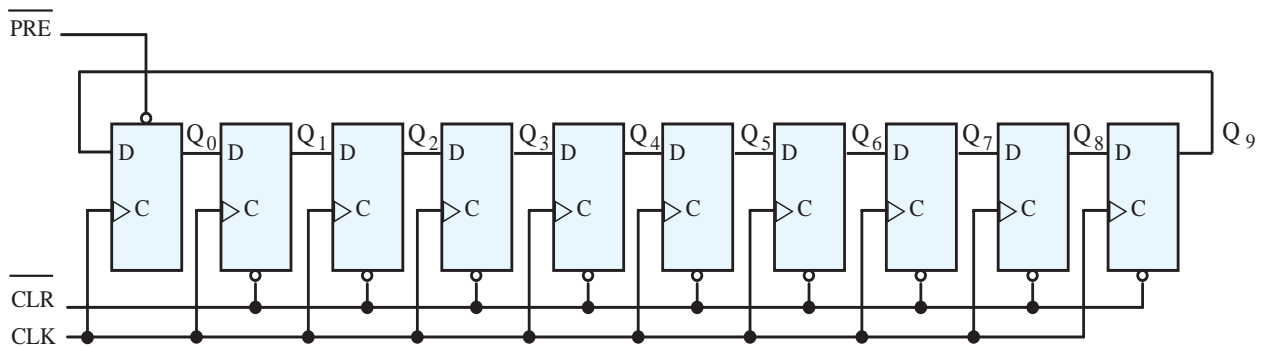 PRE
Q0 Q1 Q2 Q3 Q4 Q5 Q6 Q7 Q8 Q9
D D D D D D D D D D
C C C C C C C C C C
CLR
CLK